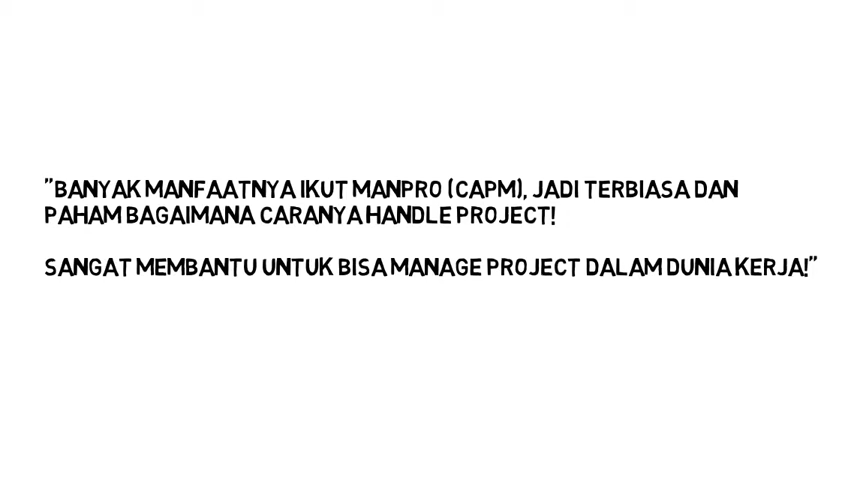 "BANYAK MANFAATNYA IKUT MANPRO (CAPM), JADI TERBIASA DAN
PAHAM BAGAIMANA CARANYA HANDLE PROJECT!
SANGAT MEMBANTU UNTUK BISA MANAGE PROJECT DALAM DUNIA KERJA!"